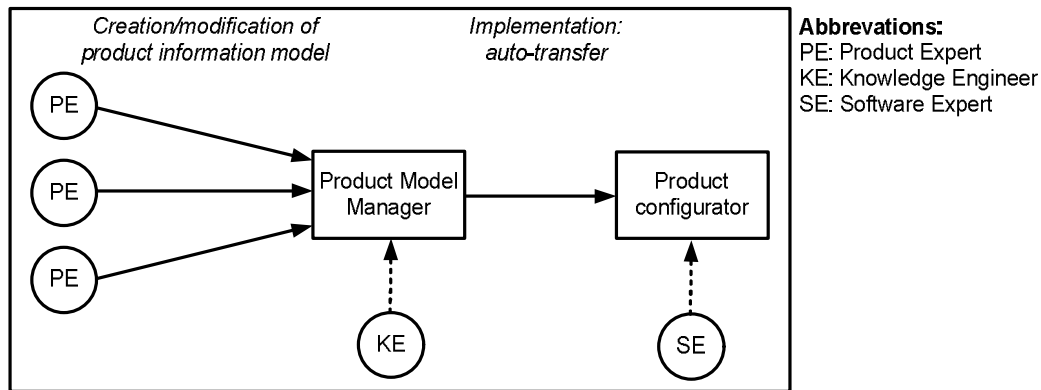 Creation/modification of
product information model
Implementation:
auto-transfer
Abbrevations:
PE: Product Expert
KE: Knowledge Engineer
SE: Software Expert
PE
PE
PE
Product Model
Manager
Product
configurator
KE
SE